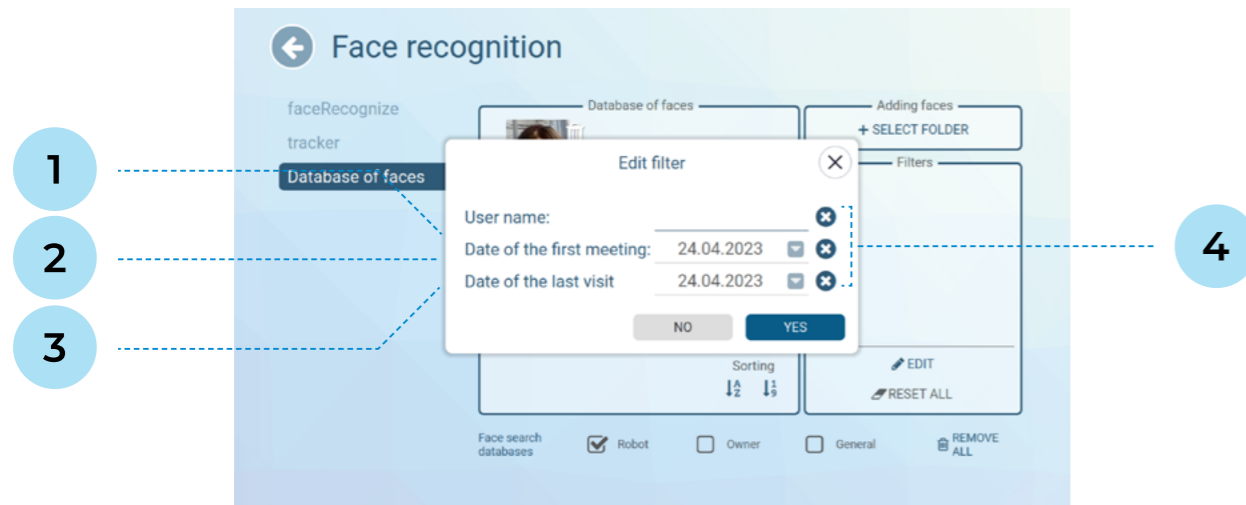 Face recognition
faceRecognize
tracker
Database of faces
Database of faces
Adding faces
+ SELECT FOLDER
Filters
Edit filter
User name:
Date of the first meeting: 24.04.2023
Date of the last visit 24.04.2023
NO YES
Sorting
A
Z
1
9
EDIT
RESET ALL
Face search
databases
Robot
Owner
General
REMOVE
ALL
1
2
3
4